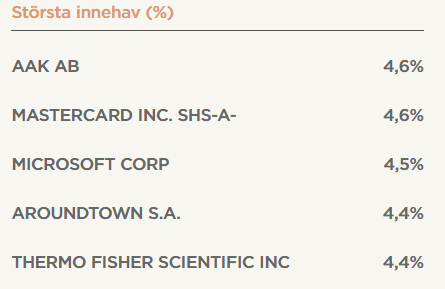 Största innehav (%)
AAK AB 4,6%
MASTERCARD INC. SHS-A- 4,6%
MICROSOFT CORP 4,5%
AROUNDTOWN S.A. 4,4%
THERMO FISHER SCIENTIFIC INC 4,4%